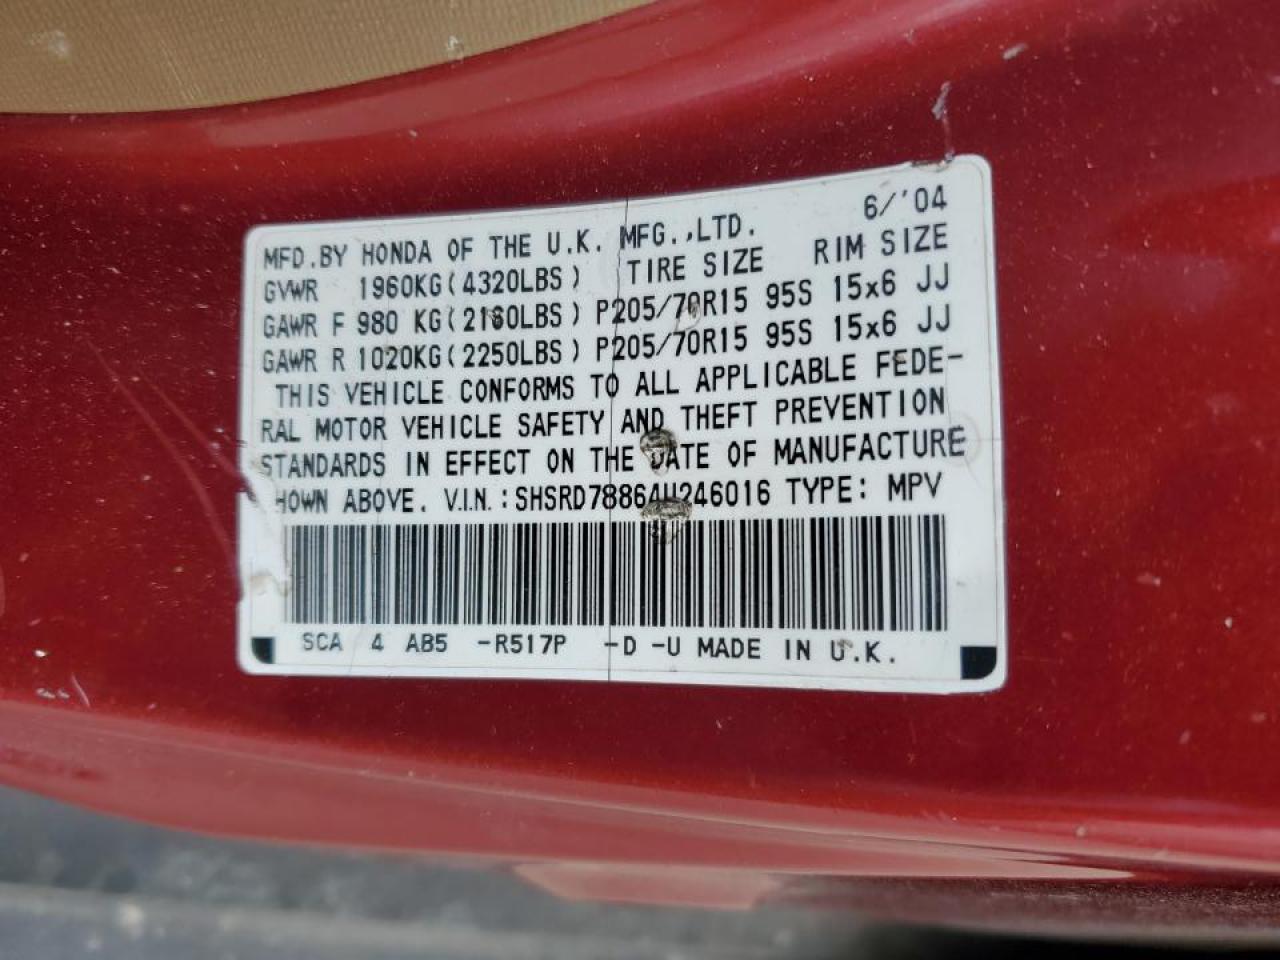 6/'04
MFD.BY HONDA OF THE U.K. MFG.,LTD.
GVWR 1960KG(4320LBS) TIRE SIZE RIM SIZE
GAWR F 980 KG(2160LBS) P205/70R15 95S 15x6 JJ
GAWR R 1020KG(2250LBS) P205/70R15 95S 15x6 JJ
THIS VEHICLE CONFORMS TO ALL APPLICABLE FEDE-
RAL MOTOR VEHICLE SAFETY AND THEFT PREVENTION
STANDARDS IN EFFECT ON THE DATE OF MANUFACTURE
HOWN ABOVE. V.I.N.:SHSRD78864U246016 TYPE: MPV
SCA 4 AB5 -R517P -D -U MADE IN U.K.